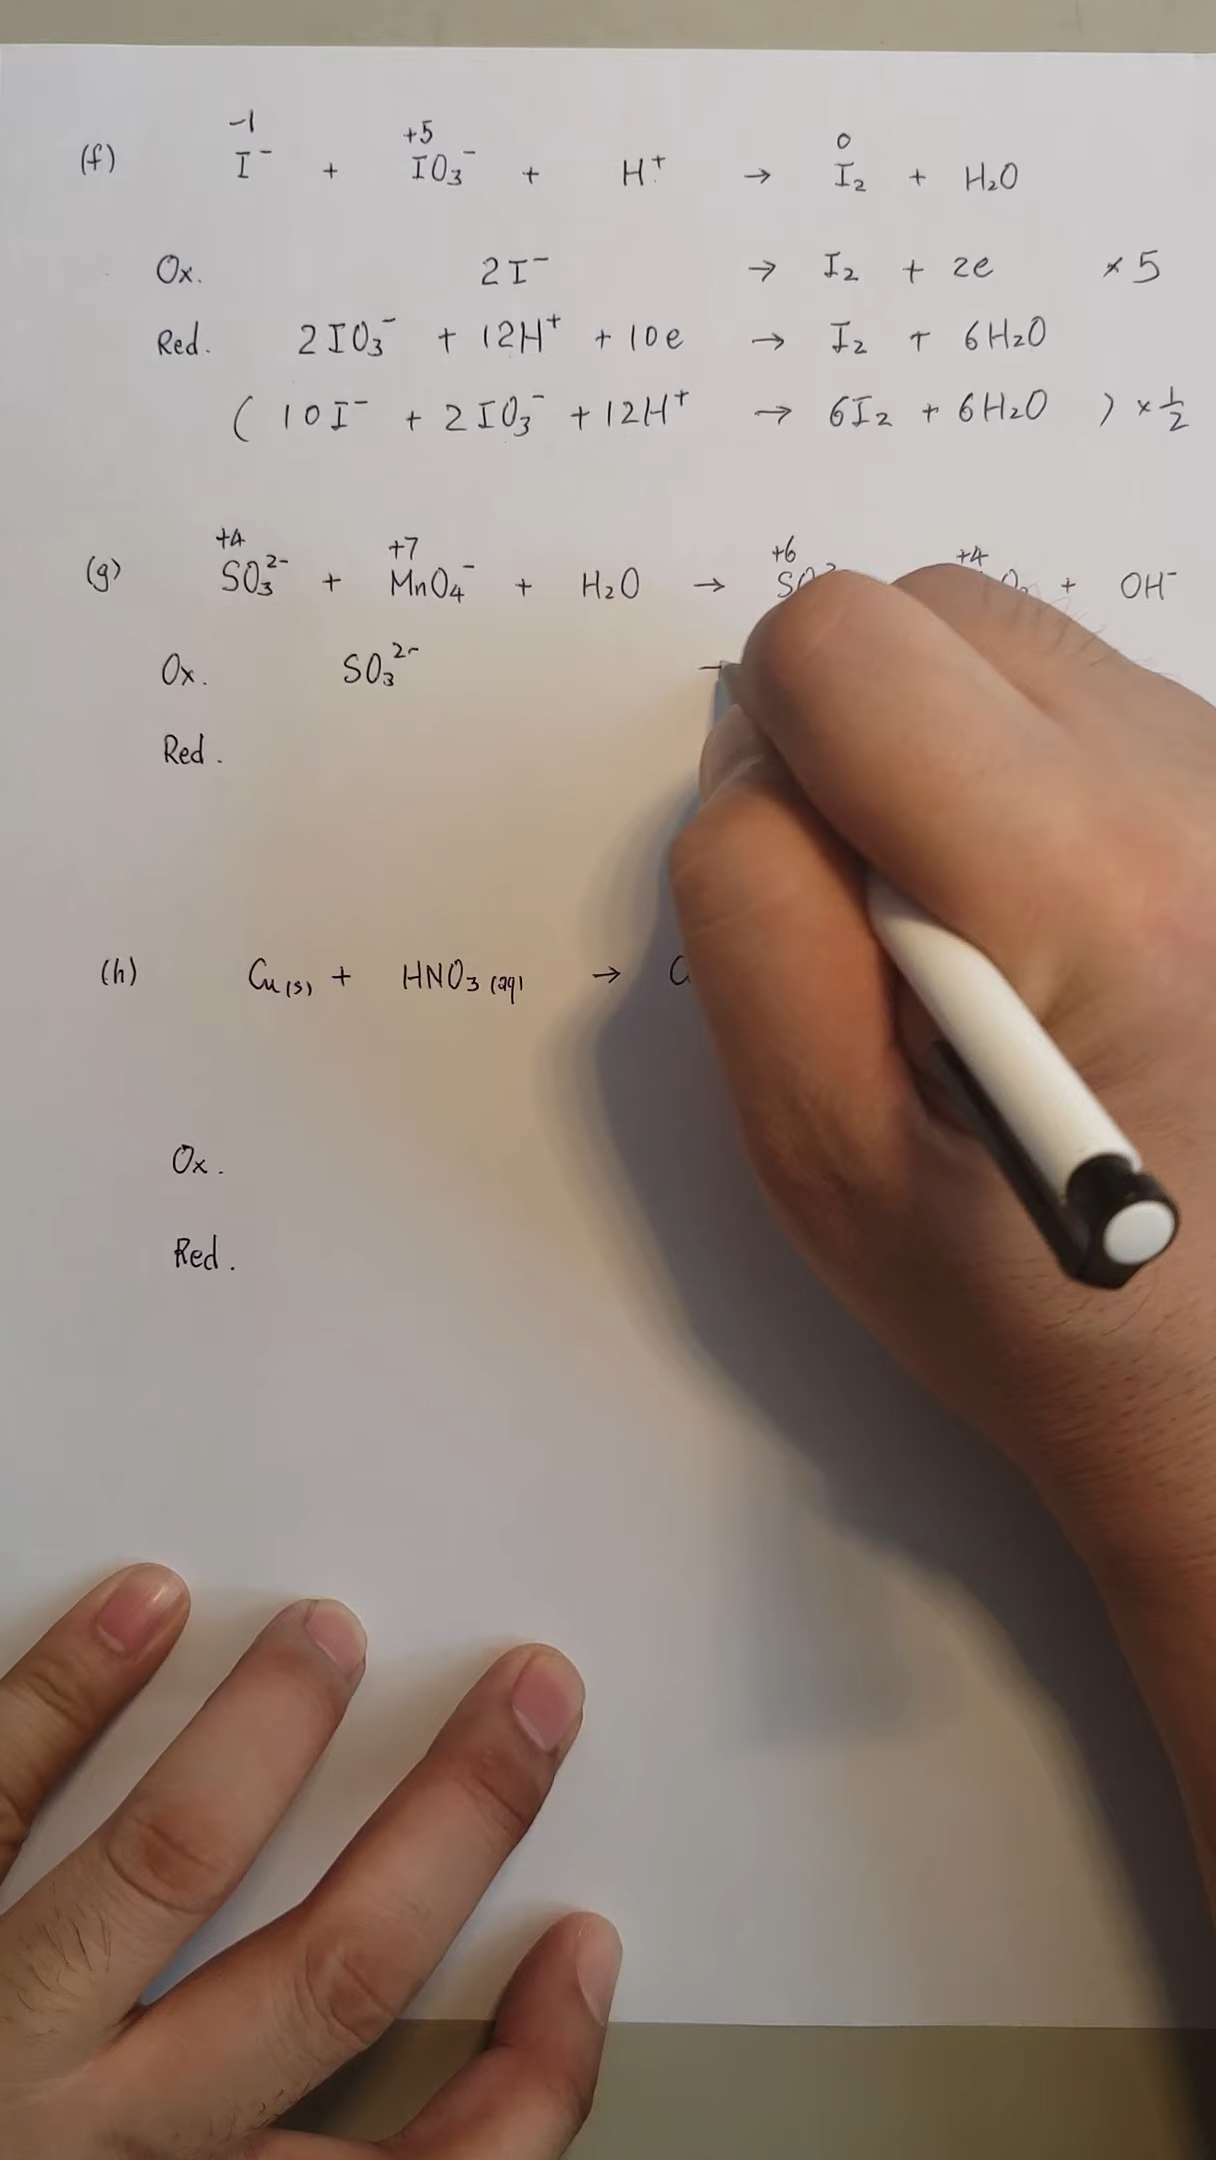 -1 +5 0
(f) I⁻ + IO₃⁻ + H⁺ → I₂ + H₂O
Ox. 2I⁻ → I₂ + 2e × 5
Red. 2IO₃⁻ + 12H⁺ + 10e → I₂ + 6H₂O
( 10I⁻ + 2IO₃⁻ + 12H⁺ → 6I₂ + 6H₂O ) × ½
+4 +7 +6 +4
(g) SO₃²⁻ + MnO₄⁻ + H₂O → + OH⁻
Ox. SO₃²⁻
Red.
(h) Cu(s) + HNO₃(aq) →
Ox.
Red.